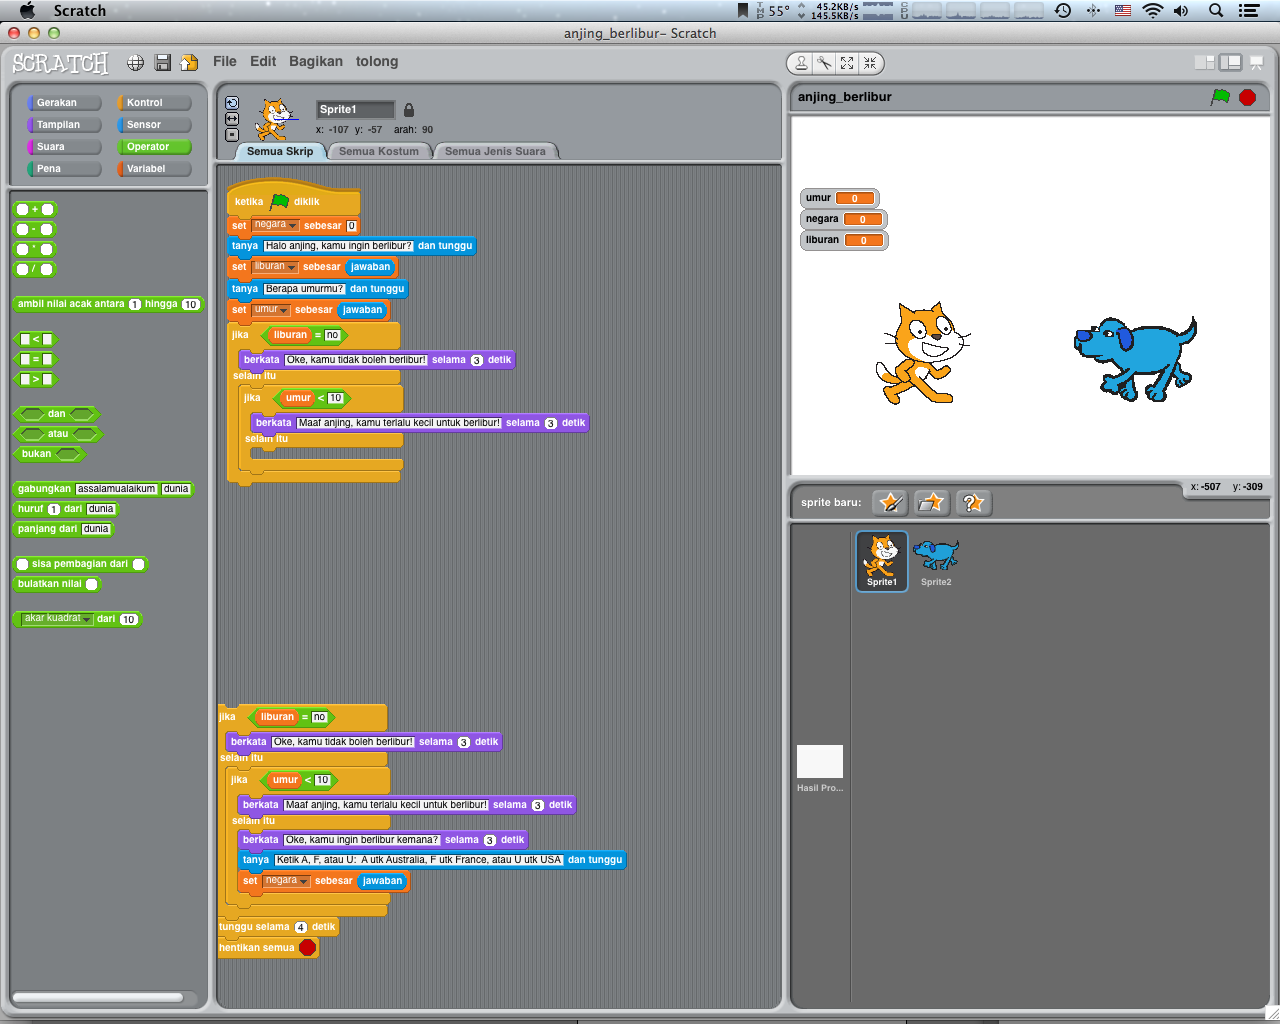 Scratch
TMP 55° 45.2KB/s 145.5KB/s CPU
anjing_berlibur- Scratch
SCRATCH File Edit Bagikan tolong
Gerakan Kontrol
Tampilan Sensor
Suara Operator
Pena Variabel
+
-
*
/
ambil nilai acak antara 1 hingga 10
<
=
>
dan
atau
bukan
gabungkan assalamualaikum dunia
huruf 1 dari dunia
panjang dari dunia
sisa pembagian dari
bulatkan nilai
akar kuadrat dari 10
Sprite1
x: -107 y: -57 arah: 90
Semua Skrip Semua Kostum Semua Jenis Suara
ketika diklik
set negara sebesar 0
tanya Halo anjing, kamu ingin berlibur? dan tunggu
set liburan sebesar jawaban
tanya Berapa umurmu? dan tunggu
set umur sebesar jawaban
jika liburan = no
berkata Oke, kamu tidak boleh berlibur! selama 3 detik
selain itu
jika umur < 10
berkata Maaf anjing, kamu terlalu kecil untuk berlibur! selama 3 detik
selain itu
jika liburan = no
berkata Oke, kamu tidak boleh berlibur! selama 3 detik
selain itu
jika umur < 10
berkata Maaf anjing, kamu terlalu kecil untuk berlibur! selama 3 detik
selain itu
berkata Oke, kamu ingin berlibur kemana? selama 3 detik
tanya Ketik A, F, atau U: A utk Australia, F utk France, atau U utk USA dan tunggu
set negara sebesar jawaban
tunggu selama 4 detik
hentikan semua
anjing_berlibur
umur 0
negara 0
liburan 0
x: -507 y: -309
sprite baru:
Sprite1 Sprite2
Hasil Pro...